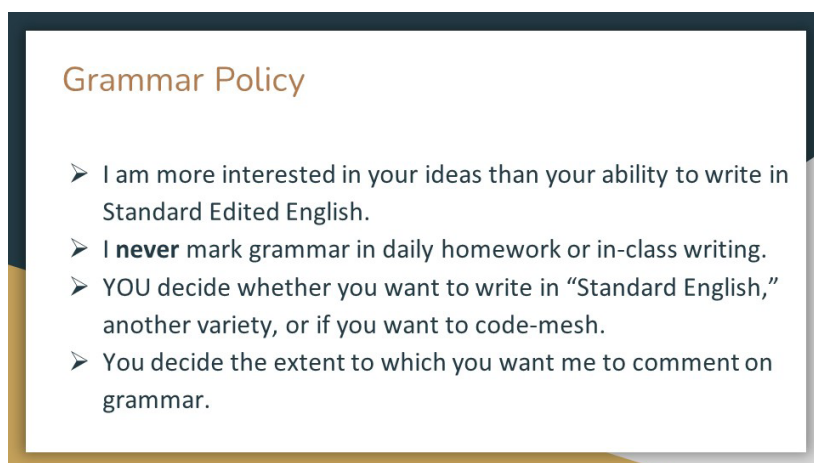 Grammar Policy
➢ I am more interested in your ideas than your ability to write in
Standard Edited English.
➢ I never mark grammar in daily homework or in-class writing.
➢ YOU decide whether you want to write in “Standard English,”
another variety, or if you want to code-mesh.
➢ You decide the extent to which you want me to comment on
grammar.